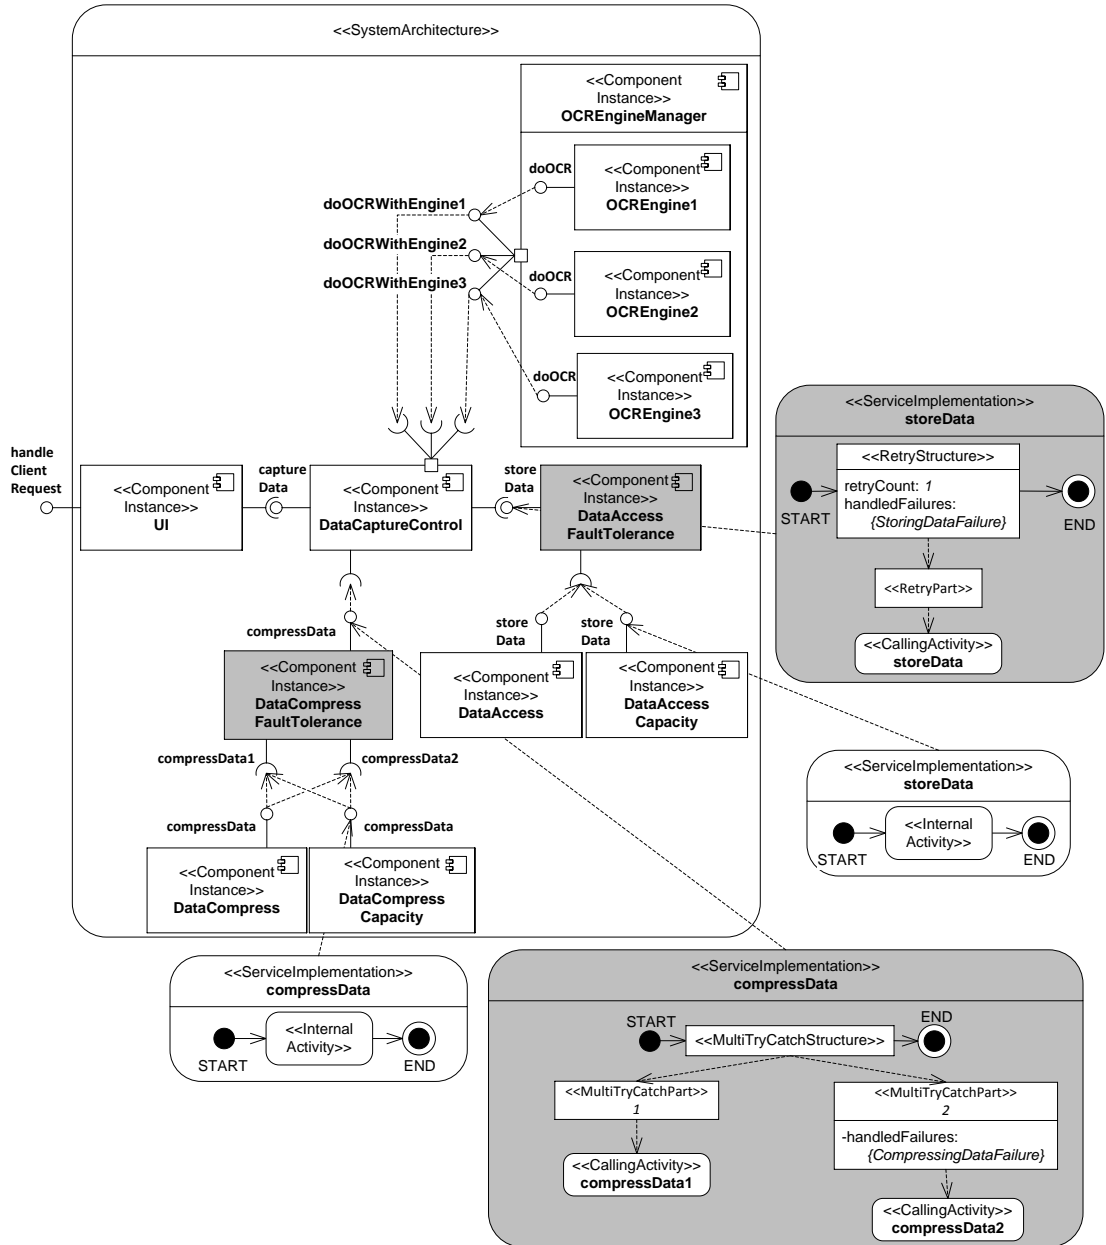 <<SystemArchitecture>>
<<Component
Instance>>
OCREngineManager
doOCR
<<Component
Instance>>
OCREngine1
doOCRWithEngine1
doOCRWithEngine2
doOCRWithEngine3
doOCR
<<Component
Instance>>
OCREngine2
doOCR
<<Component
Instance>>
OCREngine3
handle
Client
Request
<<Component
Instance>>
UI
capture
Data
<<Component
Instance>>
DataCaptureControl
store
Data
<<Component
Instance>>
DataAccess
FaultTolerance
<<ServiceImplementation>>
storeData
<<RetryStructure>>
retryCount: 1
handledFailures:
{StoringDataFailure}
START
END
<<RetryPart>>
<<CallingActivity>>
storeData
compressData
store
Data
store
Data
<<Component
Instance>>
DataCompress
FaultTolerance
<<Component
Instance>>
DataAccess
<<Component
Instance>>
DataAccess
Capacity
compressData1
compressData2
<<ServiceImplementation>>
storeData
<<Internal
Activity>>
START
END
compressData
compressData
<<Component
Instance>>
DataCompress
<<Component
Instance>>
DataCompress
Capacity
<<ServiceImplementation>>
compressData
<<Internal
Activity>>
START
END
<<ServiceImplementation>>
compressData
START
<<MultiTryCatchStructure>>
END
<<MultiTryCatchPart>>
1
<<CallingActivity>>
compressData1
<<MultiTryCatchPart>>
2
-handledFailures:
{CompressingDataFailure}
<<CallingActivity>>
compressData2